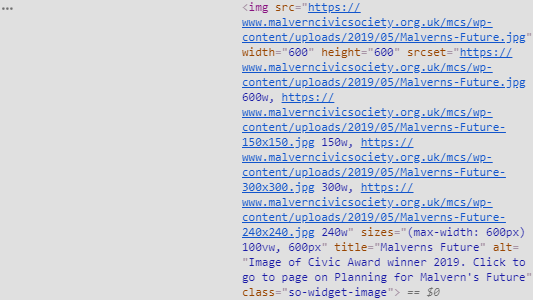 <img src="https://
www.malverncivicsociety.org.uk/mcs/wp-
content/uploads/2019/05/Malverns-Future.jpg"
width="600" height="600" srcset="https://
www.malverncivicsociety.org.uk/mcs/wp-
content/uploads/2019/05/Malverns-Future.jpg
600w, https://
www.malverncivicsociety.org.uk/mcs/wp-
content/uploads/2019/05/Malverns-Future-
150x150.jpg 150w, https://
www.malverncivicsociety.org.uk/mcs/wp-
content/uploads/2019/05/Malverns-Future-
300x300.jpg 300w, https://
www.malverncivicsociety.org.uk/mcs/wp-
content/uploads/2019/05/Malverns-Future-
240x240.jpg 240w" sizes="(max-width: 600px)
100vw, 600px" title="Malverns Future" alt=
"Image of Civic Award winner 2019. Click to
go to page on Planning for Malvern's Future"
class="so-widget-image"> == $0